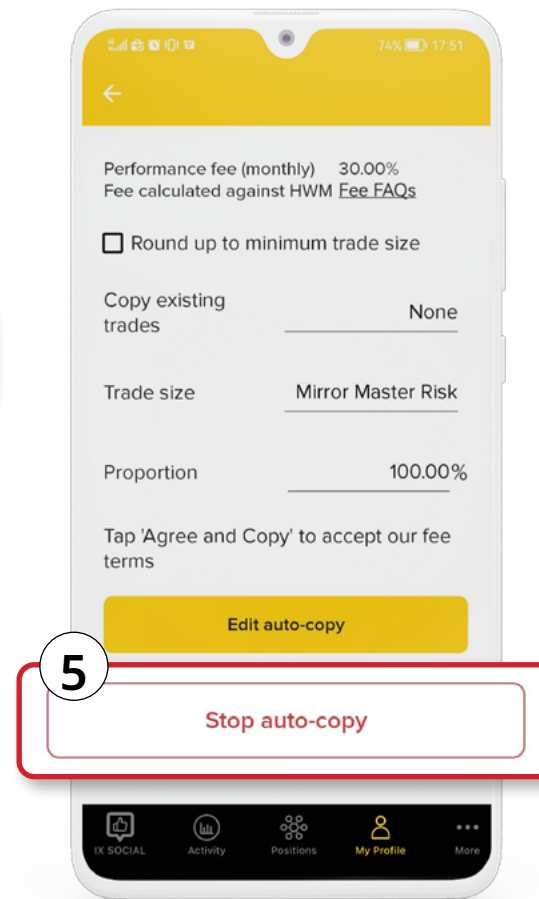 74% 17:51
Performance fee (monthly) 30.00%
Fee calculated against HWM Fee FAQs
Round up to minimum trade size
Copy existing
trades
None
Trade size
Mirror Master Risk
Proportion
100.00%
Tap 'Agree and Copy' to accept our fee
terms
Edit auto-copy
5
Stop auto-copy
IX SOCIAL
Activity
Positions
My Profile
More